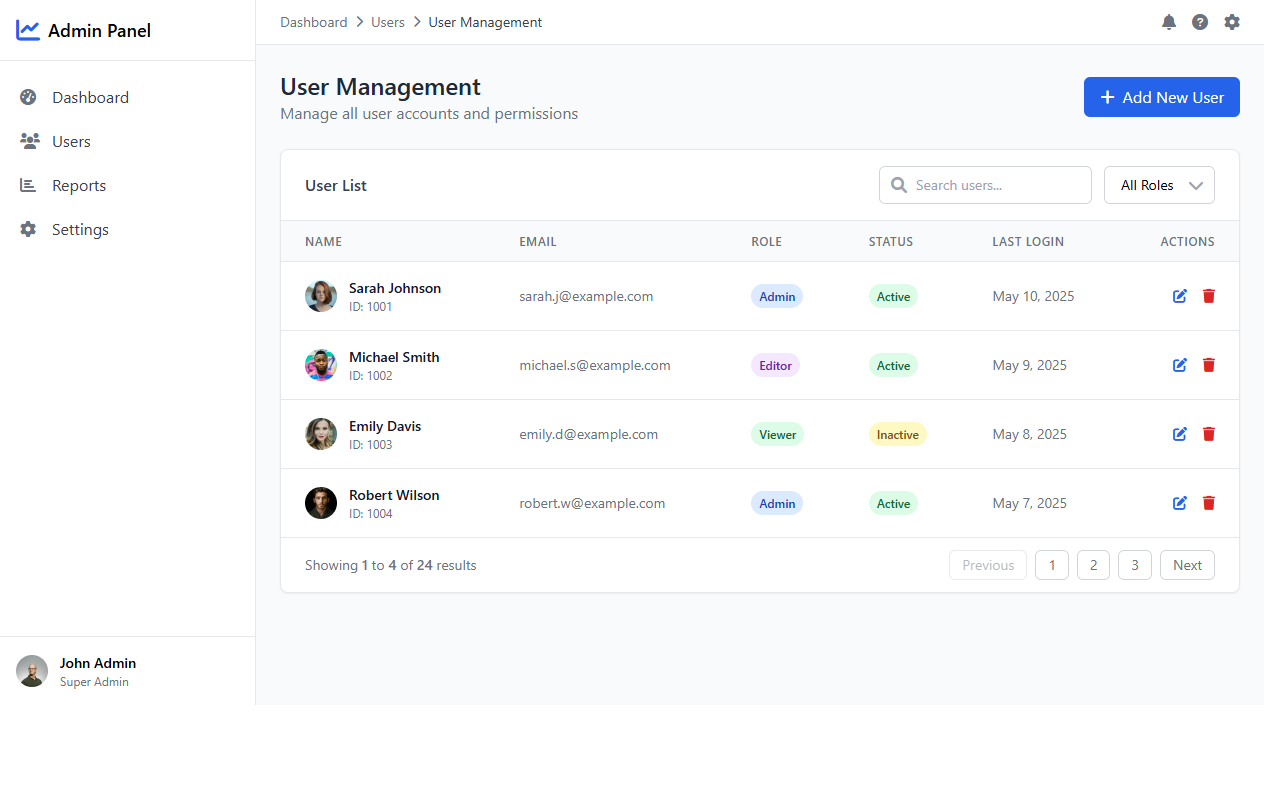 Admin Panel
Dashboard
Users
Reports
Settings
John Admin
Super Admin
Dashboard Users User Management
User Management
Manage all user accounts and permissions
Add New User
User List
Search users...
All Roles
NAME EMAIL ROLE STATUS LAST LOGIN ACTIONS
Sarah Johnson
ID: 1001
sarah.j@example.com Admin Active May 10, 2025
Michael Smith
ID: 1002
michael.s@example.com Editor Active May 9, 2025
Emily Davis
ID: 1003
emily.d@example.com Viewer Inactive May 8, 2025
Robert Wilson
ID: 1004
robert.w@example.com Admin Active May 7, 2025
Showing 1 to 4 of 24 results
Previous 1 2 3 Next